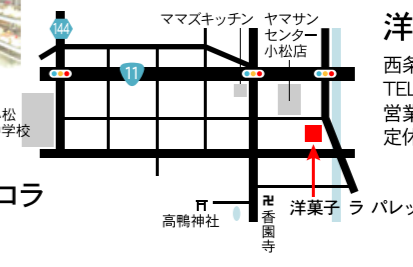 144
ママズキッチン
ヤマサン
センター
小松店
11
洋
西条
TEL
営業
定休
松
学校
コラ
高鴨神社
卍
香園寺
洋菓子 ラ パレッ